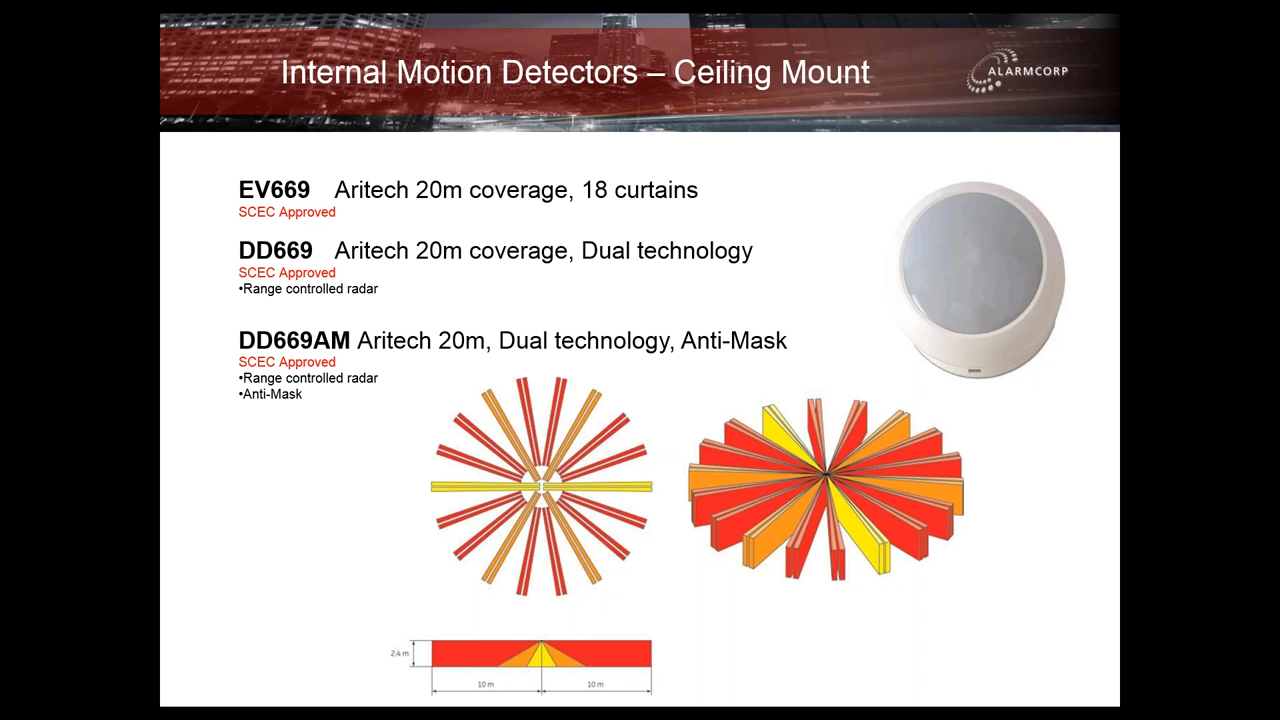 Internal Motion Detectors – Ceiling Mount
ALARMCORP
EV669 Aritech 20m coverage, 18 curtains
SCEC Approved
DD669 Aritech 20m coverage, Dual technology
SCEC Approved
•Range controlled radar
DD669AM Aritech 20m, Dual technology, Anti-Mask
SCEC Approved
•Range controlled radar
•Anti-Mask
2.4 m
10 m 10 m